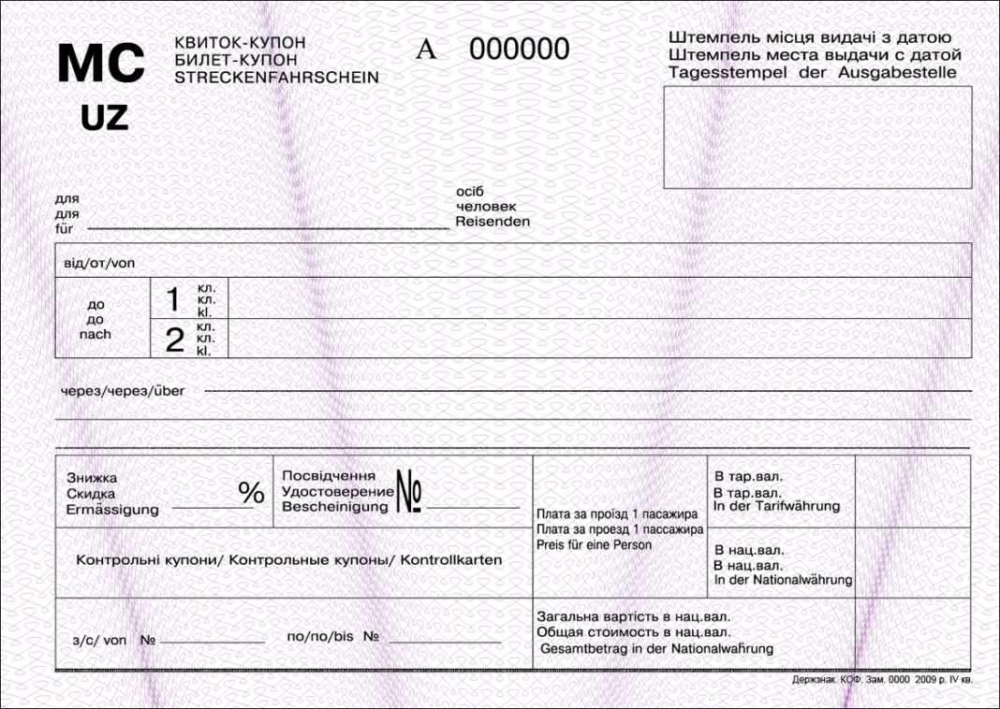 МС
UZ
КВИТОК-КУПОН
БИЛЕТ-КУПОН
STRECKENFAHRSCHEIN
А 000000
Штемпель місця видачі з датою
Штемпель места выдачи с датой
Tagesstempel der Ausgabestelle
для
для
für
осіб
человек
Reisenden
від/от/von
до
до
nach
1 кл.
кл.
kl.
2 кл.
кл.
kl.
через/через/über
Знижка
Скидка
Ermässigung
%
Посвідчення
Удостоверение
Bescheinigung
№
Плата за проїзд 1 пасажира
Плата за проезд 1 пассажира
Preis für eine Person
В тар.вал.
В тар.вал.
In der Tarifwährung
В нац.вал.
В нац.вал.
In der Nationalwährung
Контрольні купони/ Контрольные купоны/ Kontrollkarten
з/с/ von №
по/по/bis №
Загальна вартість в нац.вал.
Общая стоимость в нац.вал.
Gesamtbetrag in der Nationalwahrung
Держзнак. КОФ. Зам. 0000 2009 р. IV кв.